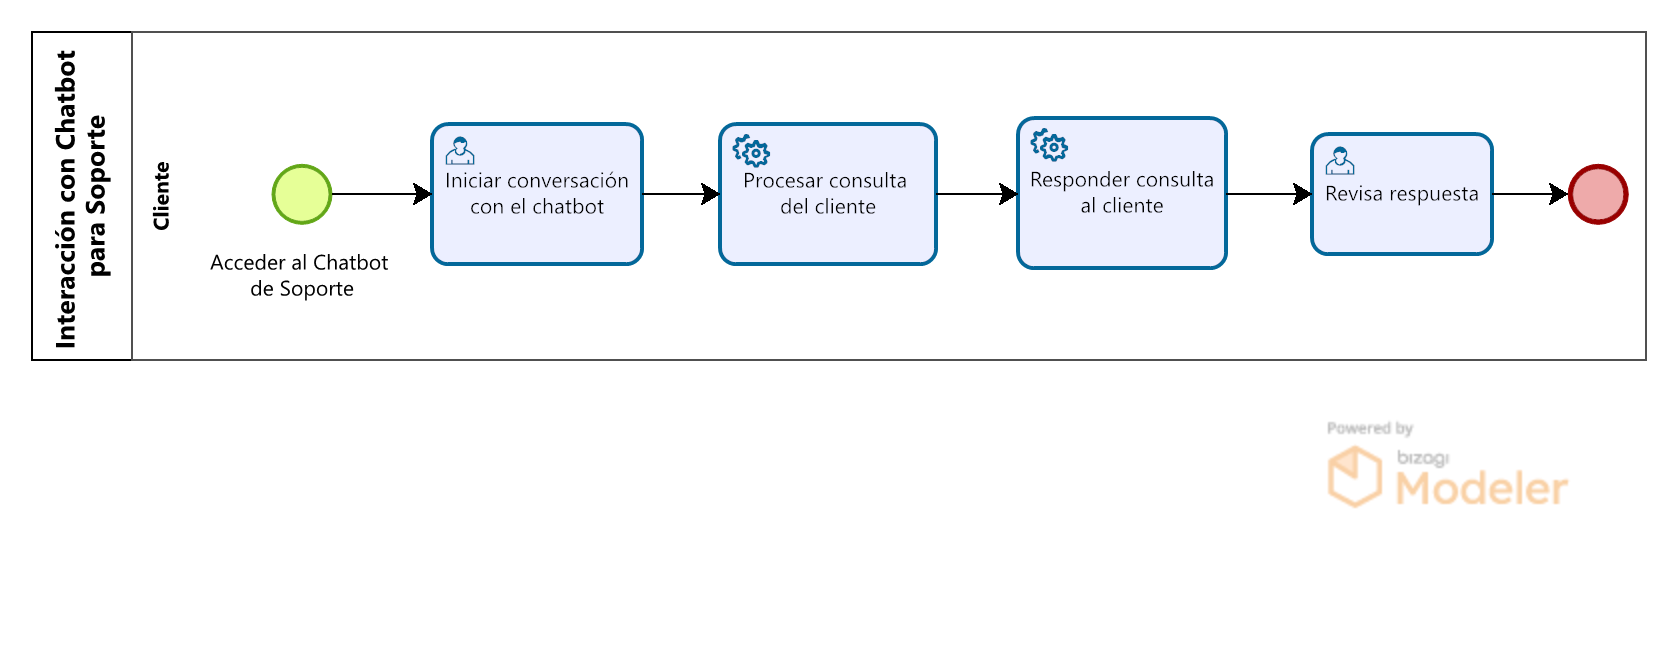 Interacción con Chatbot
para Soporte
Cliente
Acceder al Chatbot
de Soporte
Iniciar conversación
con el chatbot
Procesar consulta
del cliente
Responder consulta
al cliente
Revisa respuesta
Powered by
bizagi
Modeler